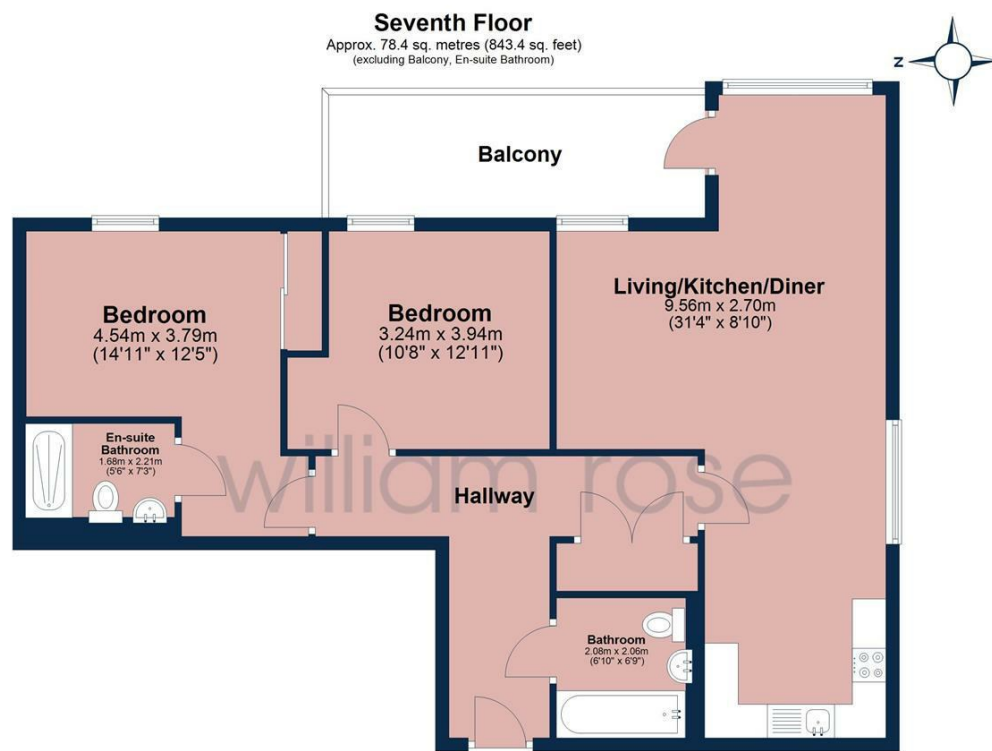 Seventh Floor
Approx. 78.4 sq. metres (843.4 sq. feet)
(excluding Balcony, En-suite Bathroom)
N
Balcony
Living/Kitchen/Diner
9.56m x 2.70m
(31'4" x 8'10")
Bedroom
4.54m x 3.79m
(14'11" x 12'5")
Bedroom
3.24m x 3.94m
(10'8" x 12'11")
En-suite
Bathroom
1.68m x 2.21m
(5'6" x 7'3")
william rose
Hallway
Bathroom
2.08m x 2.06m
(6'10" x 6'9")